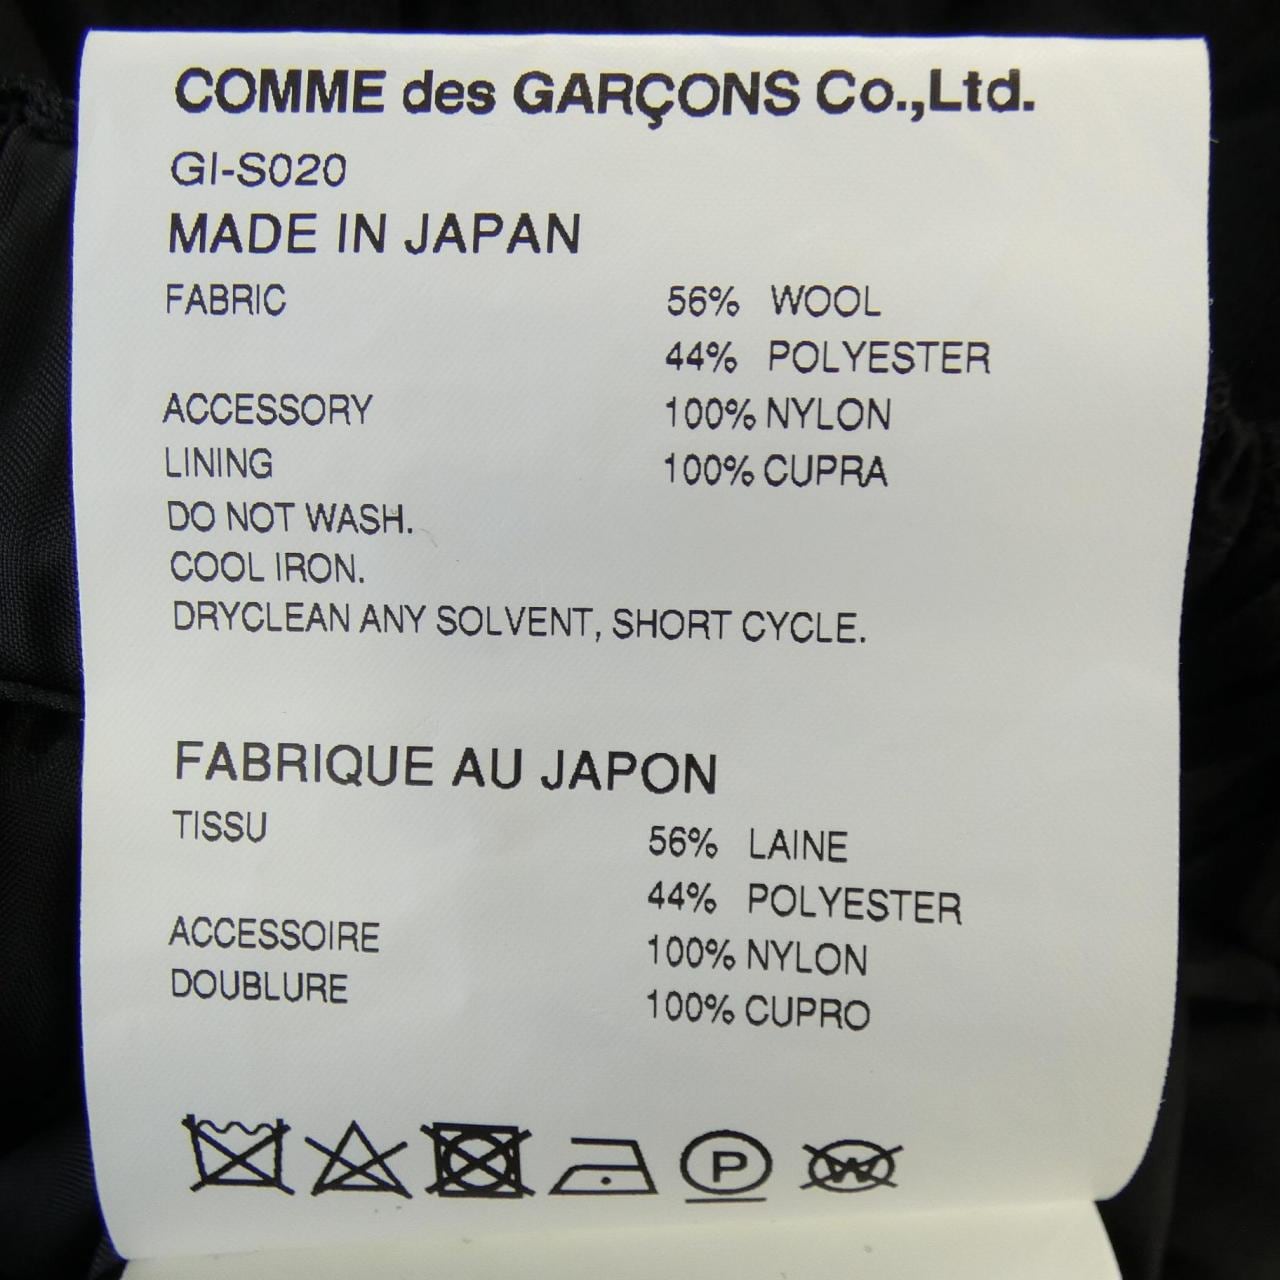 COMME des GARÇONS Co.,Ltd.
GI-S020
MADE IN JAPAN
FABRIC 56% WOOL
44% POLYESTER
ACCESSORY 100% NYLON
LINING 100% CUPRA
DO NOT WASH.
COOL IRON.
DRYCLEAN ANY SOLVENT, SHORT CYCLE.
FABRIQUE AU JAPON
TISSU 56% LAINE
44% POLYESTER
ACCESSOIRE 100% NYLON
DOUBLURE 100% CUPRO
P W